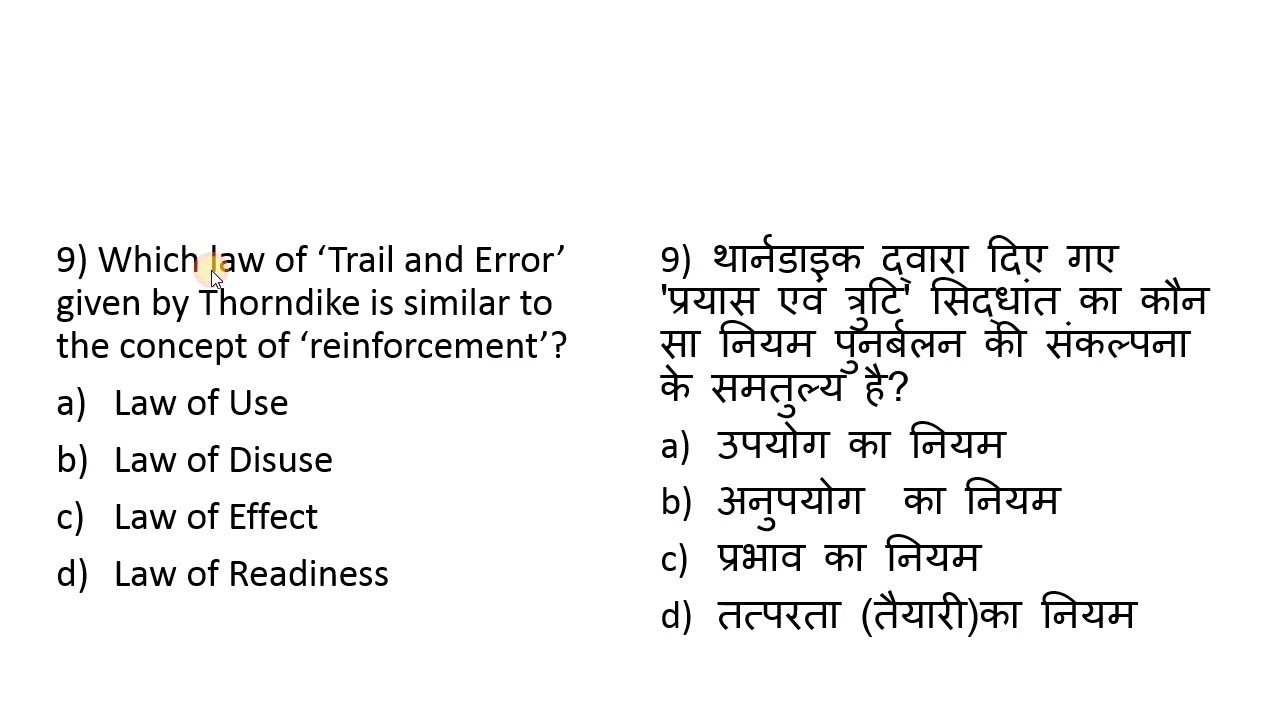 9) Which law of ‘Trail and Error’
given by Thorndike is similar to
the concept of ‘reinforcement’?
a) Law of Use
b) Law of Disuse
c) Law of Effect
d) Law of Readiness
9) थार्नडाइक द्वारा दिए गए
'प्रयास एवं त्रुटि' सिद्धांत का कौन
सा नियम पुनर्बलन की संकल्पना
के समतुल्य है?
a) उपयोग का नियम
b) अनुपयोग का नियम
c) प्रभाव का नियम
d) तत्परता (तैयारी)का नियम